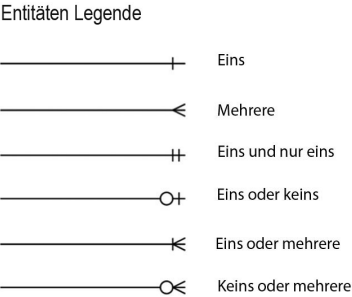 Entitäten Legende
Eins
Mehrere
Eins und nur eins
Eins oder keins
Eins oder mehrere
Keins oder mehrere